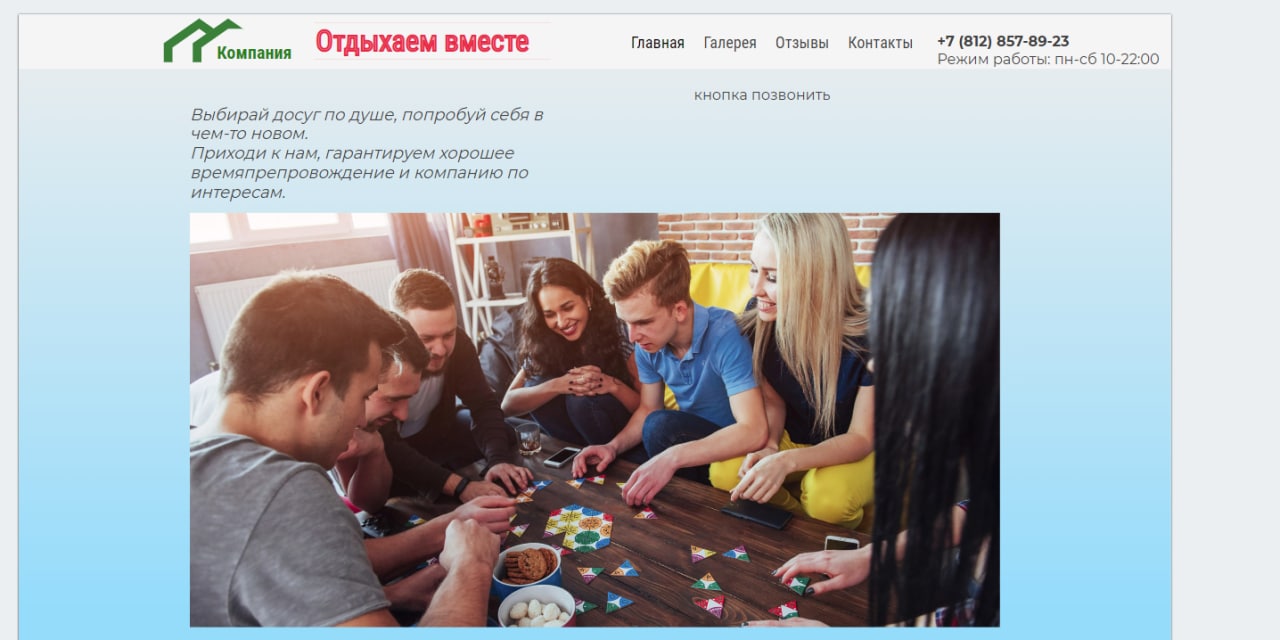 Компания
Отдыхаем вместе
Главная Галерея Отзывы Контакты
+7 (812) 857-89-23
Режим работы: пн-сб 10-22:00
кнопка позвонить
Выбирай досуг по душе, попробуй себя в
чем-то новом.
Приходи к нам, гарантируем хорошее
времяпрепровождение и компанию по
интересам.